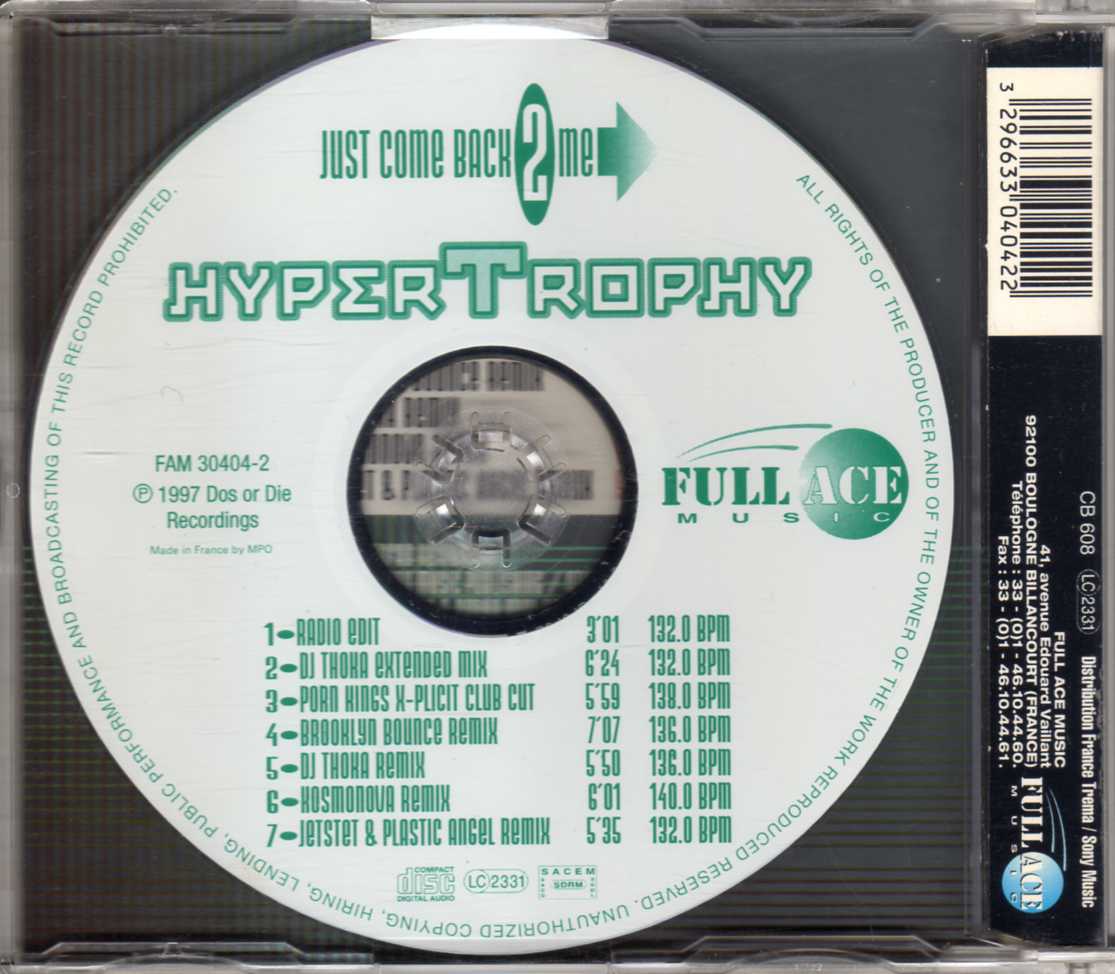 JUST COME BACK 2 ME
HYPERTROPHY
FAM 30404-2
℗ 1997 Dos or Die
Recordings
Made in France by MPO
FULL ACE
MUSIC
1 RADIO EDIT 3'01 132.0 BPM
2 DJ THOKA EXTENDED MIX 6'24 132.0 BPM
3 PORN KINGS X-PLICIT CLUB CUT 5'59 138.0 BPM
4 BROOKLYN BOUNCE REMIX 7'07 136.0 BPM
5 DJ THOKA REMIX 5'50 136.0 BPM
6 KOSMONOVA REMIX 6'01 140.0 BPM
7 JETSTET & PLASTIC ANGEL REMIX 5'35 132.0 BPM
COMPACT
disc
DIGITAL AUDIO
LC 2331
SACEM
SDRM
ALL RIGHTS OF THE PRODUCER AND OF THE OWNER OF THE WORK REPRODUCED RESERVED. UNAUTHORIZED COPYING, HIRING, LENDING, PUBLIC PERFORMANCE AND BROADCASTING OF THIS RECORD PROHIBITED.
3 296633 040422
CB 608 LC 2331 Distribution France Trema / Sony Music
FULL ACE MUSIC
41, avenue Edouard Vaillant
92100 BOULOGNE BILLANCOURT (FRANCE)
Téléphone : 33 - (0)1 - 46.10.44.60.
Fax : 33 - (0)1 - 46.10.44.61.
FULL ACE
MUSIC